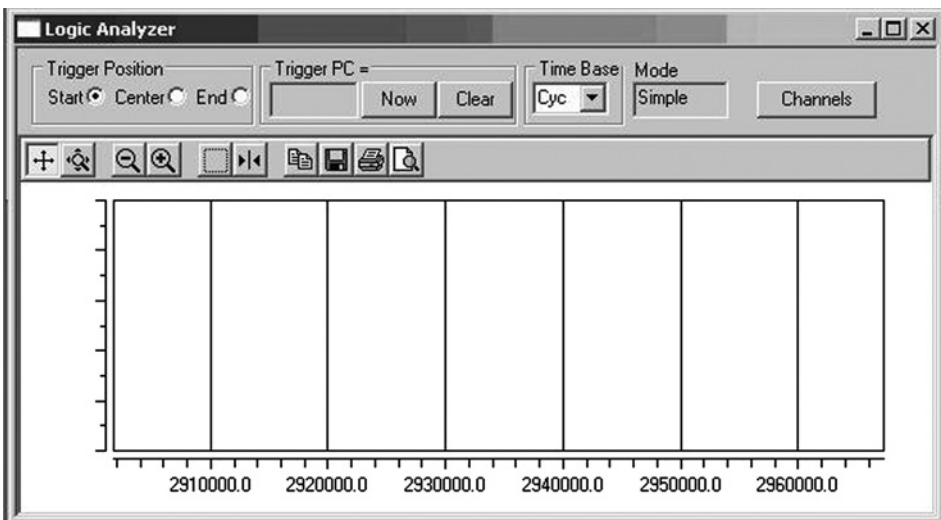 Logic Analyzer
Trigger Position
Start Center End
Trigger PC =
Now Clear
Time Base
Cyc
Mode
Simple
Channels
2910000.0 2920000.0 2930000.0 2940000.0 2950000.0 2960000.0